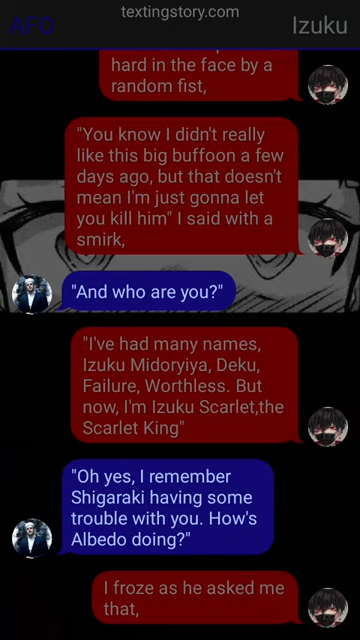 textingstory.com
AFO
Izuku
hard in the face by a
random fist,
"You know I didn't really
like this big buffoon a few
days ago, but that doesn't
mean I'm just gonna let
you kill him" I said with a
smirk,
"And who are you?"
"I've had many names,
Izuku Midoryiya, Deku,
Failure, Worthless. But
now, I'm Izuku Scarlet,the
Scarlet King"
"Oh yes, I remember
Shigaraki having some
trouble with you. How's
Albedo doing?"
I froze as he asked me
that,